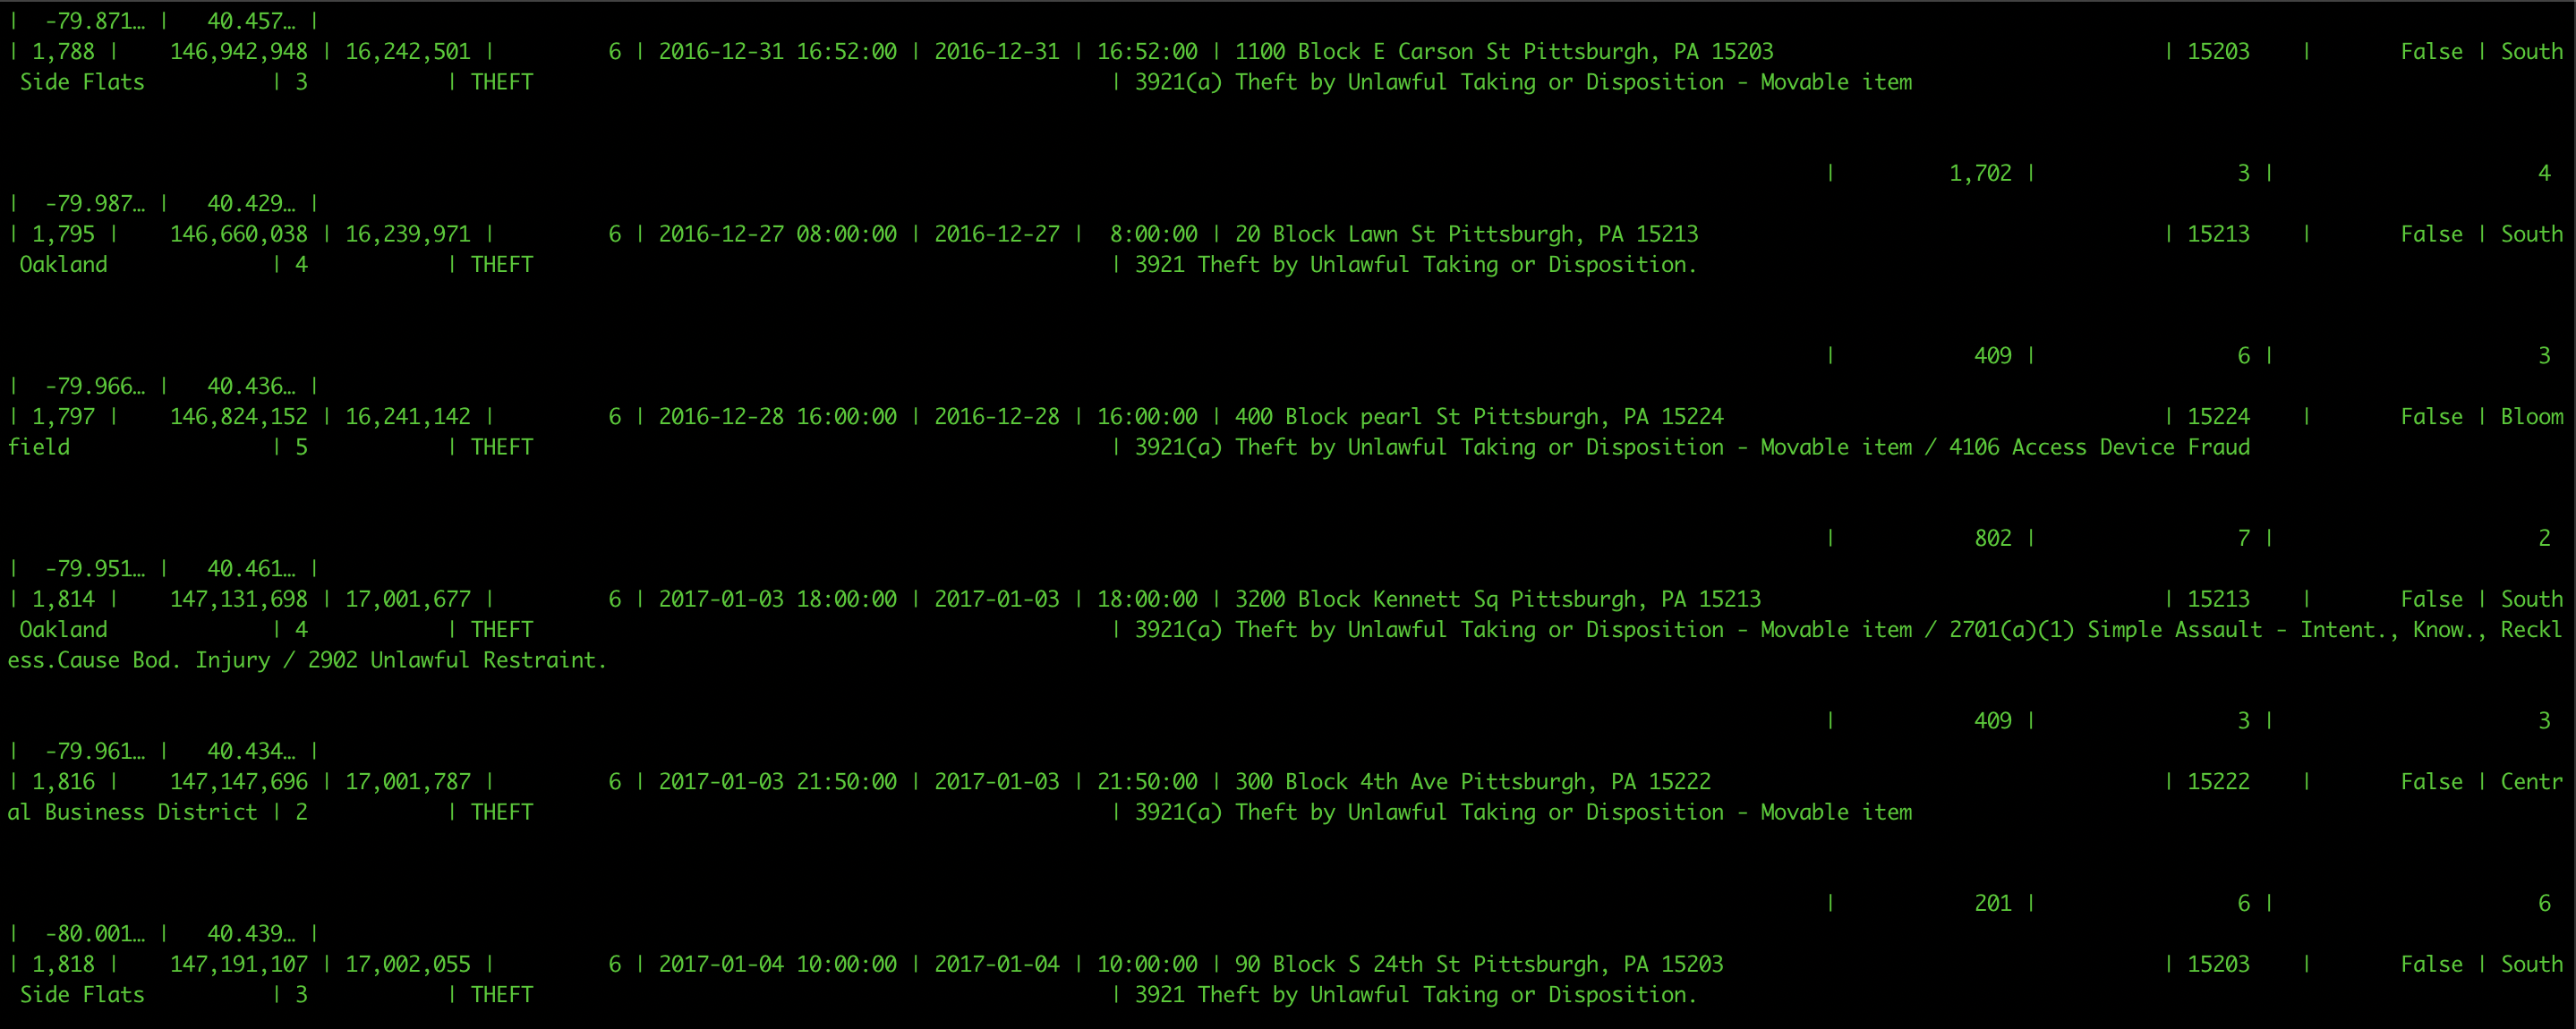 |  -79.871… |   40.457… |
| 1,788 |    146,942,948 | 16,242,501 |         6 | 2016-12-31 16:52:00 | 2016-12-31 | 16:52:00 | 1100 Block E Carson St Pittsburgh, PA 15203                               | 15203    |       False | South
 Side Flats          | 3           | THEFT                                              | 3921(a) Theft by Unlawful Taking or Disposition - Movable item
|         1,702 |                3 |                     4
|  -79.987… |   40.429… |
| 1,795 |    146,660,038 | 16,239,971 |         6 | 2016-12-27 08:00:00 | 2016-12-27 |  8:00:00 | 20 Block Lawn St Pittsburgh, PA 15213                                     | 15213    |       False | South
 Oakland             | 4           | THEFT                                              | 3921 Theft by Unlawful Taking or Disposition.
|           409 |                6 |                     3
|  -79.966… |   40.436… |
| 1,797 |    146,824,152 | 16,241,142 |         6 | 2016-12-28 16:00:00 | 2016-12-28 | 16:00:00 | 400 Block pearl St Pittsburgh, PA 15224                                   | 15224    |       False | Bloom
field                | 5           | THEFT                                              | 3921(a) Theft by Unlawful Taking or Disposition - Movable item / 4106 Access Device Fraud
|           802 |                7 |                     2
|  -79.951… |   40.461… |
| 1,814 |    147,131,698 | 17,001,677 |         6 | 2017-01-03 18:00:00 | 2017-01-03 | 18:00:00 | 3200 Block Kennett Sq Pittsburgh, PA 15213                                | 15213    |       False | South
 Oakland             | 4           | THEFT                                              | 3921(a) Theft by Unlawful Taking or Disposition - Movable item / 2701(a)(1) Simple Assault - Intent., Know., Reckl
ess.Cause Bod. Injury / 2902 Unlawful Restraint.
|           409 |                3 |                     3
|  -79.961… |   40.434… |
| 1,816 |    147,147,696 | 17,001,787 |         6 | 2017-01-03 21:50:00 | 2017-01-03 | 21:50:00 | 300 Block 4th Ave Pittsburgh, PA 15222                                    | 15222    |       False | Centr
al Business District | 2           | THEFT                                              | 3921(a) Theft by Unlawful Taking or Disposition - Movable item
|           201 |                6 |                     6
|  -80.001… |   40.439… |
| 1,818 |    147,191,107 | 17,002,055 |         6 | 2017-01-04 10:00:00 | 2017-01-04 | 10:00:00 | 90 Block S 24th St Pittsburgh, PA 15203                                   | 15203    |       False | South
 Side Flats          | 3           | THEFT                                              | 3921 Theft by Unlawful Taking or Disposition.